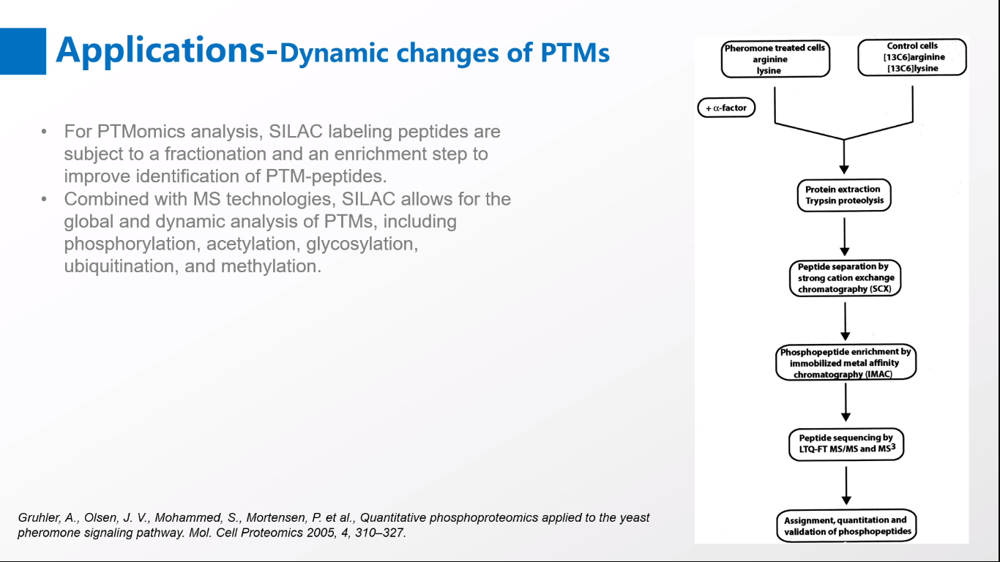 Applications-Dynamic changes of PTMs
• For PTMomics analysis, SILAC labeling peptides are
subject to a fractionation and an enrichment step to
improve identification of PTM-peptides.
• Combined with MS technologies, SILAC allows for the
global and dynamic analysis of PTMs, including
phosphorylation, acetylation, glycosylation,
ubiquitination, and methylation.
Gruhler, A., Olsen, J. V., Mohammed, S., Mortensen, P. et al., Quantitative phosphoproteomics applied to the yeast
pheromone signaling pathway. Mol. Cell Proteomics 2005, 4, 310–327.
Pheromone treated cells
arginine
lysine
Control cells
[13C6]arginine
[13C6]lysine
+ α-factor
Protein extraction
Trypsin proteolysis
Peptide separation by
strong cation exchange
chromatography (SCX)
Phosphopeptide enrichment by
immobilized metal affinity
chromatography (IMAC)
Peptide sequencing by
LTQ-FT MS/MS and MS³
Assignment, quantitation and
validation of phosphopeptides